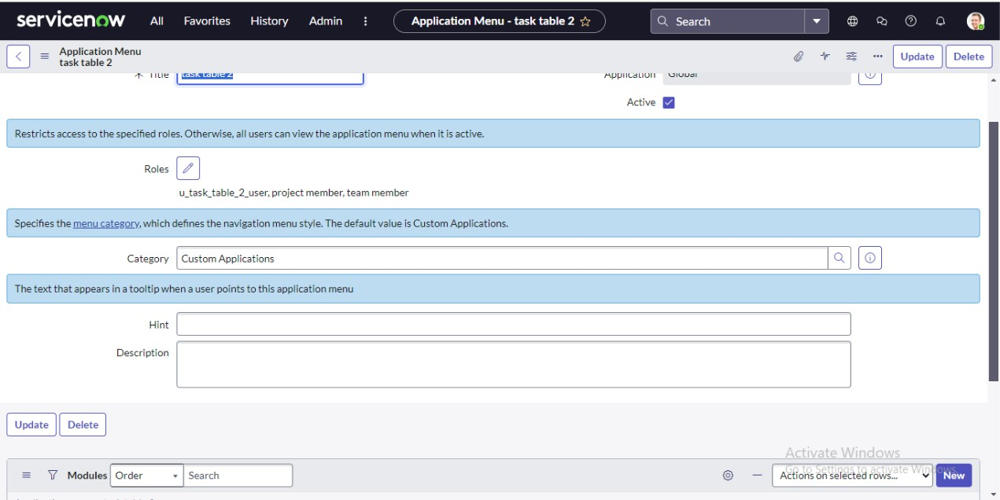 servicenow All Favorites History Admin Application Menu - task table 2 Search
Application Menu
task table 2
Update Delete
Title task table 2 Application Global
Active
Restricts access to the specified roles. Otherwise, all users can view the application menu when it is active.
Roles
u_task_table_2_user, project member, team member
Specifies the menu category, which defines the navigation menu style. The default value is Custom Applications.
Category Custom Applications
The text that appears in a tooltip when a user points to this application menu
Hint
Description
Update Delete
Activate Windows
Go to Settings to activate Windows.
Modules Order Search Actions on selected rows... New